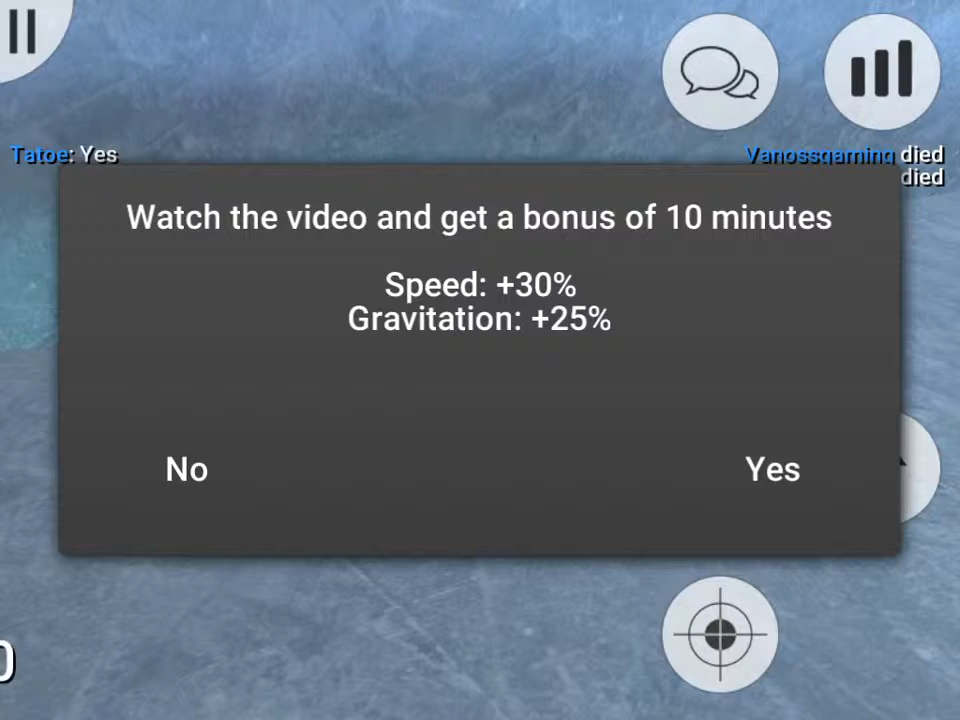 Tatoe: Yes
Vanossgaming died
died
Watch the video and get a bonus of 10 minutes
Speed: +30%
Gravitation: +25%
No
Yes
0